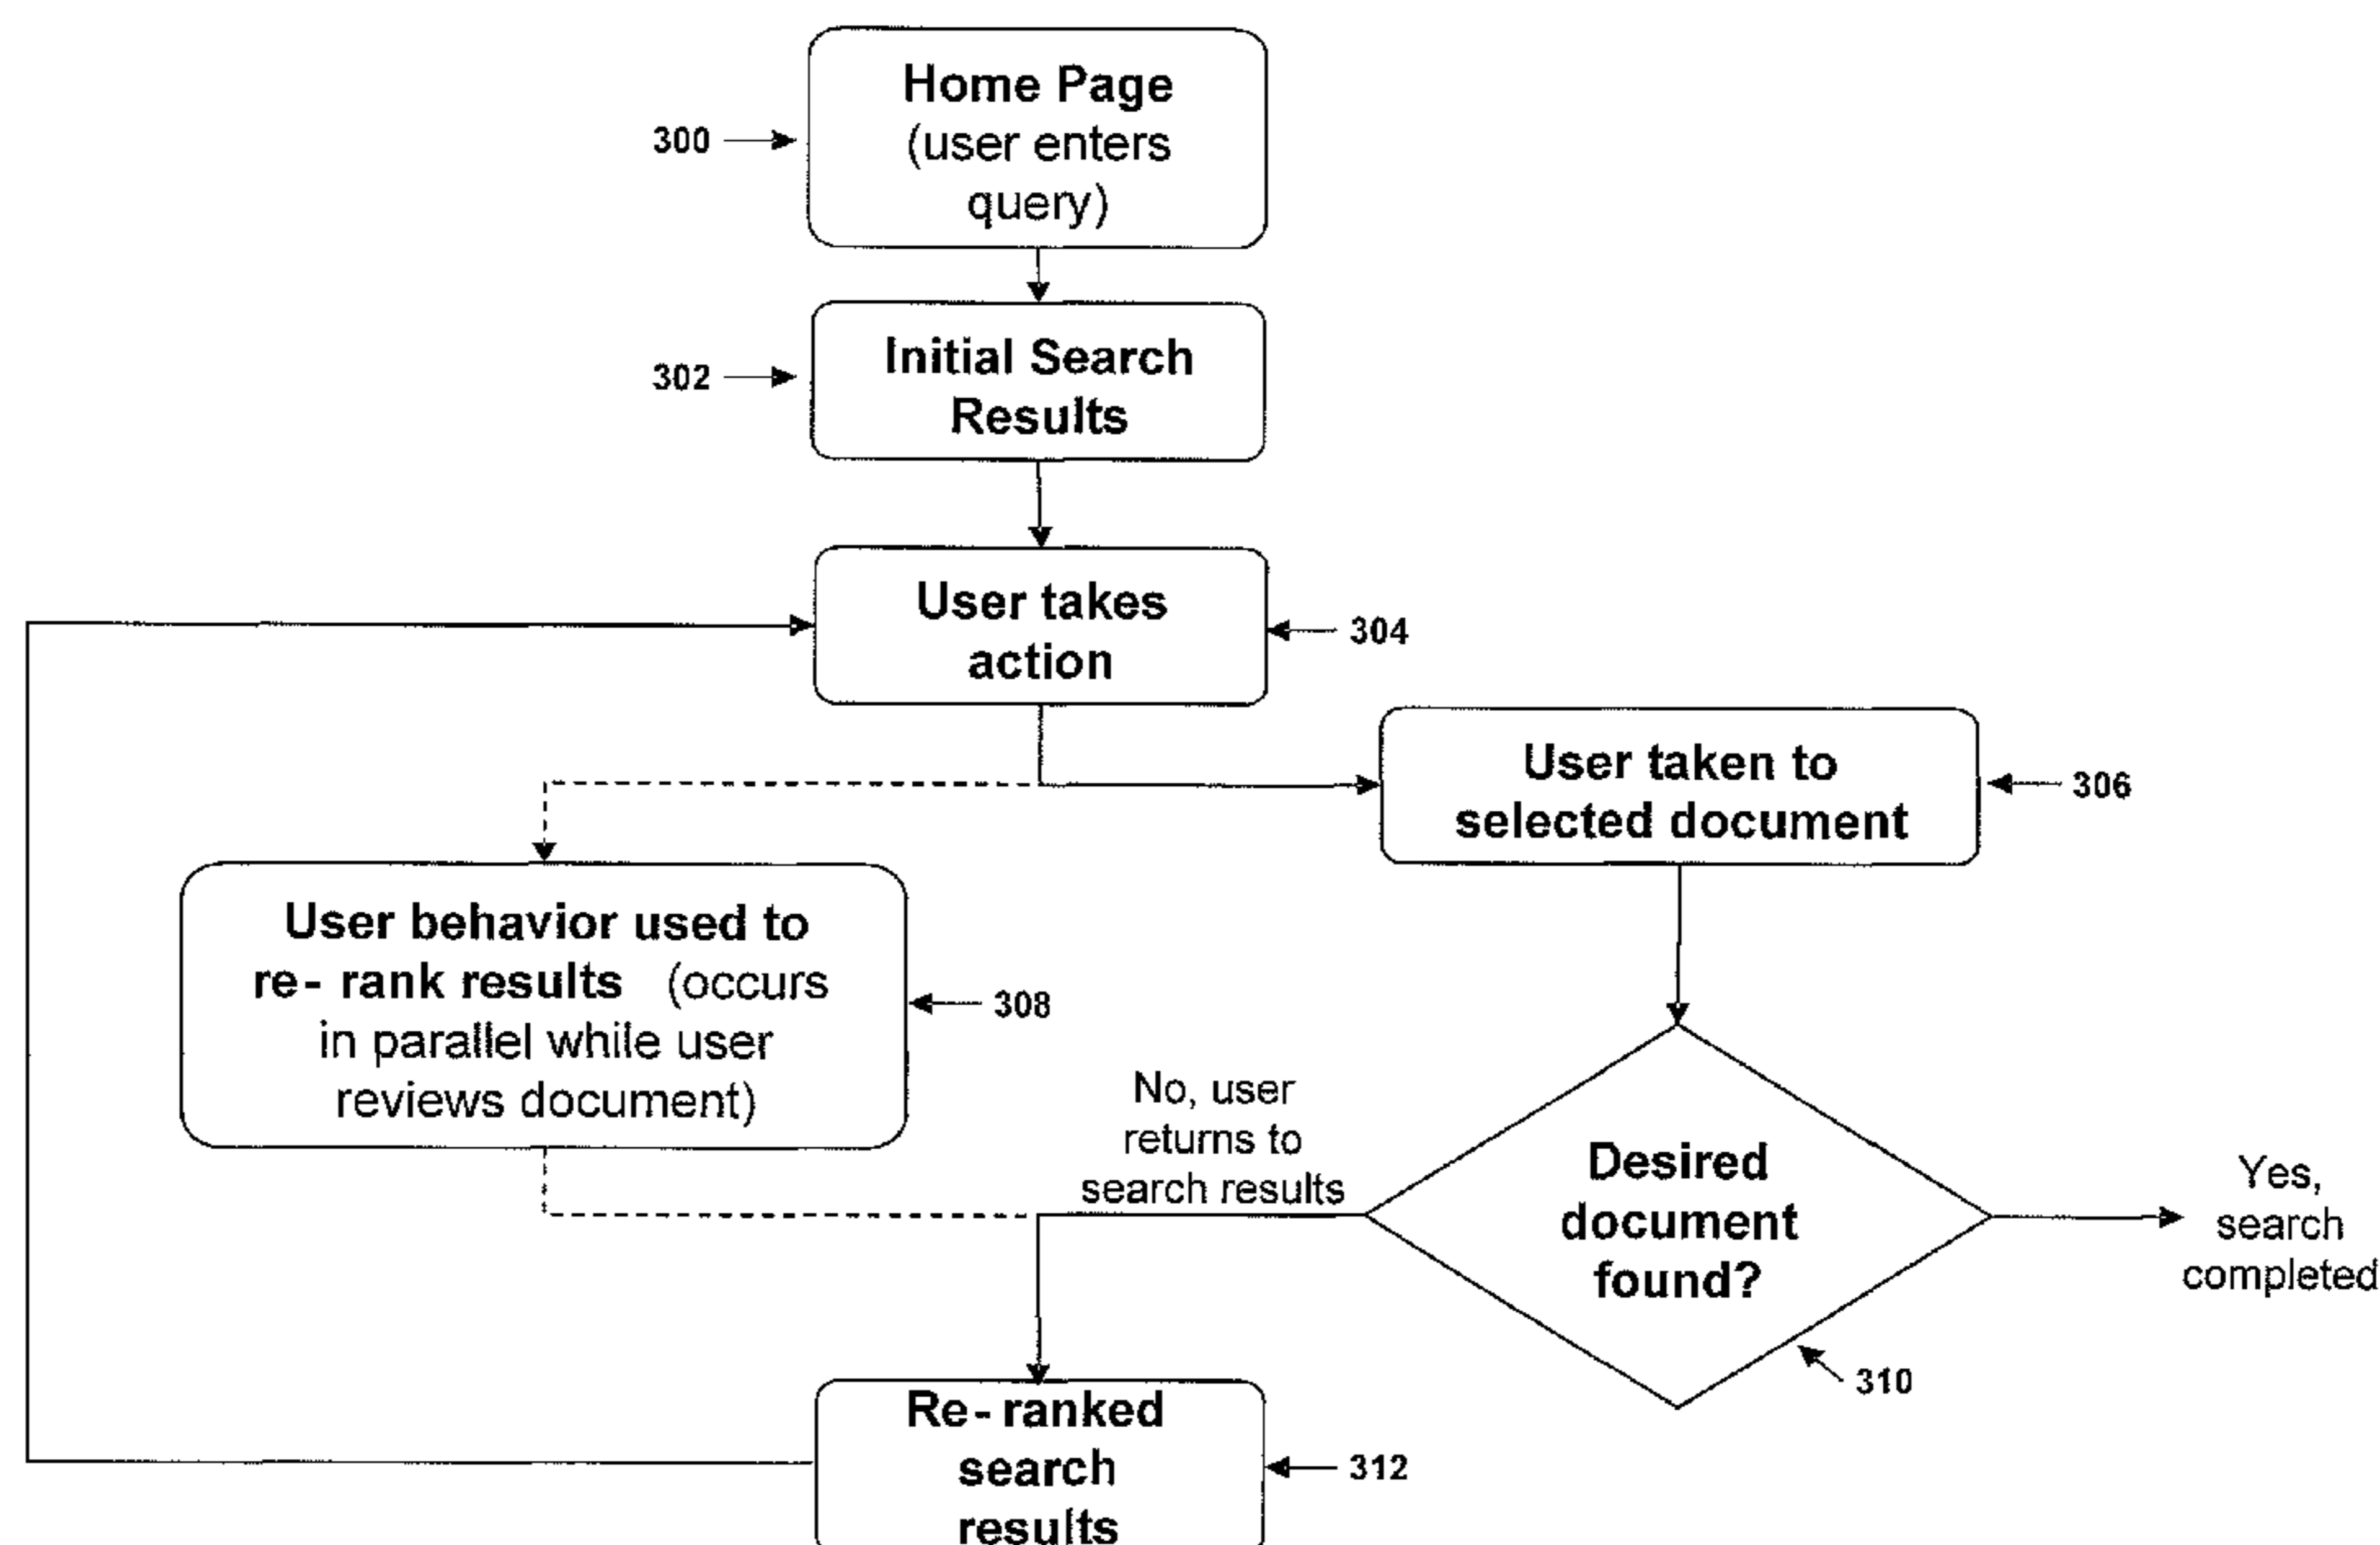 Home Page
(user enters
query)
300
Initial Search
Results
302
User takes
action
304
User taken to
selected document
306
User behavior used to
re- rank results (occurs
in parallel while user
reviews document)
308
No, user
returns to
search results
Desired
document
found?
Yes,
search
completed
310
Re- ranked
search
results
312